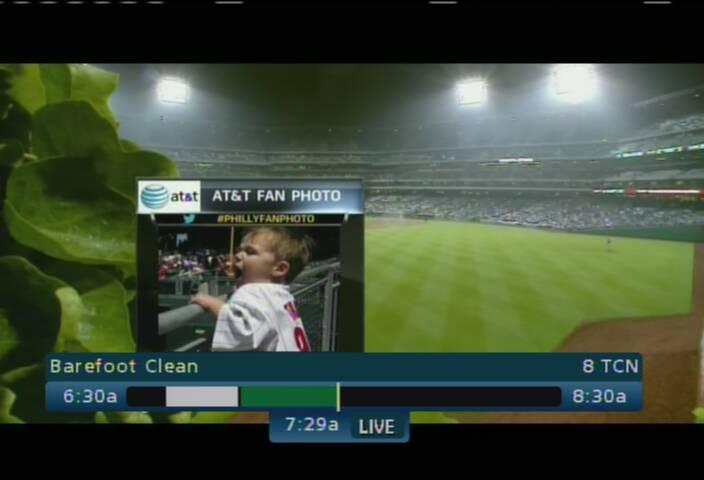 at&t AT&T FAN PHOTO
#PHILLYFANPHOTO
Barefoot Clean 8 TCN
6:30a 8:30a
7:29a LIVE